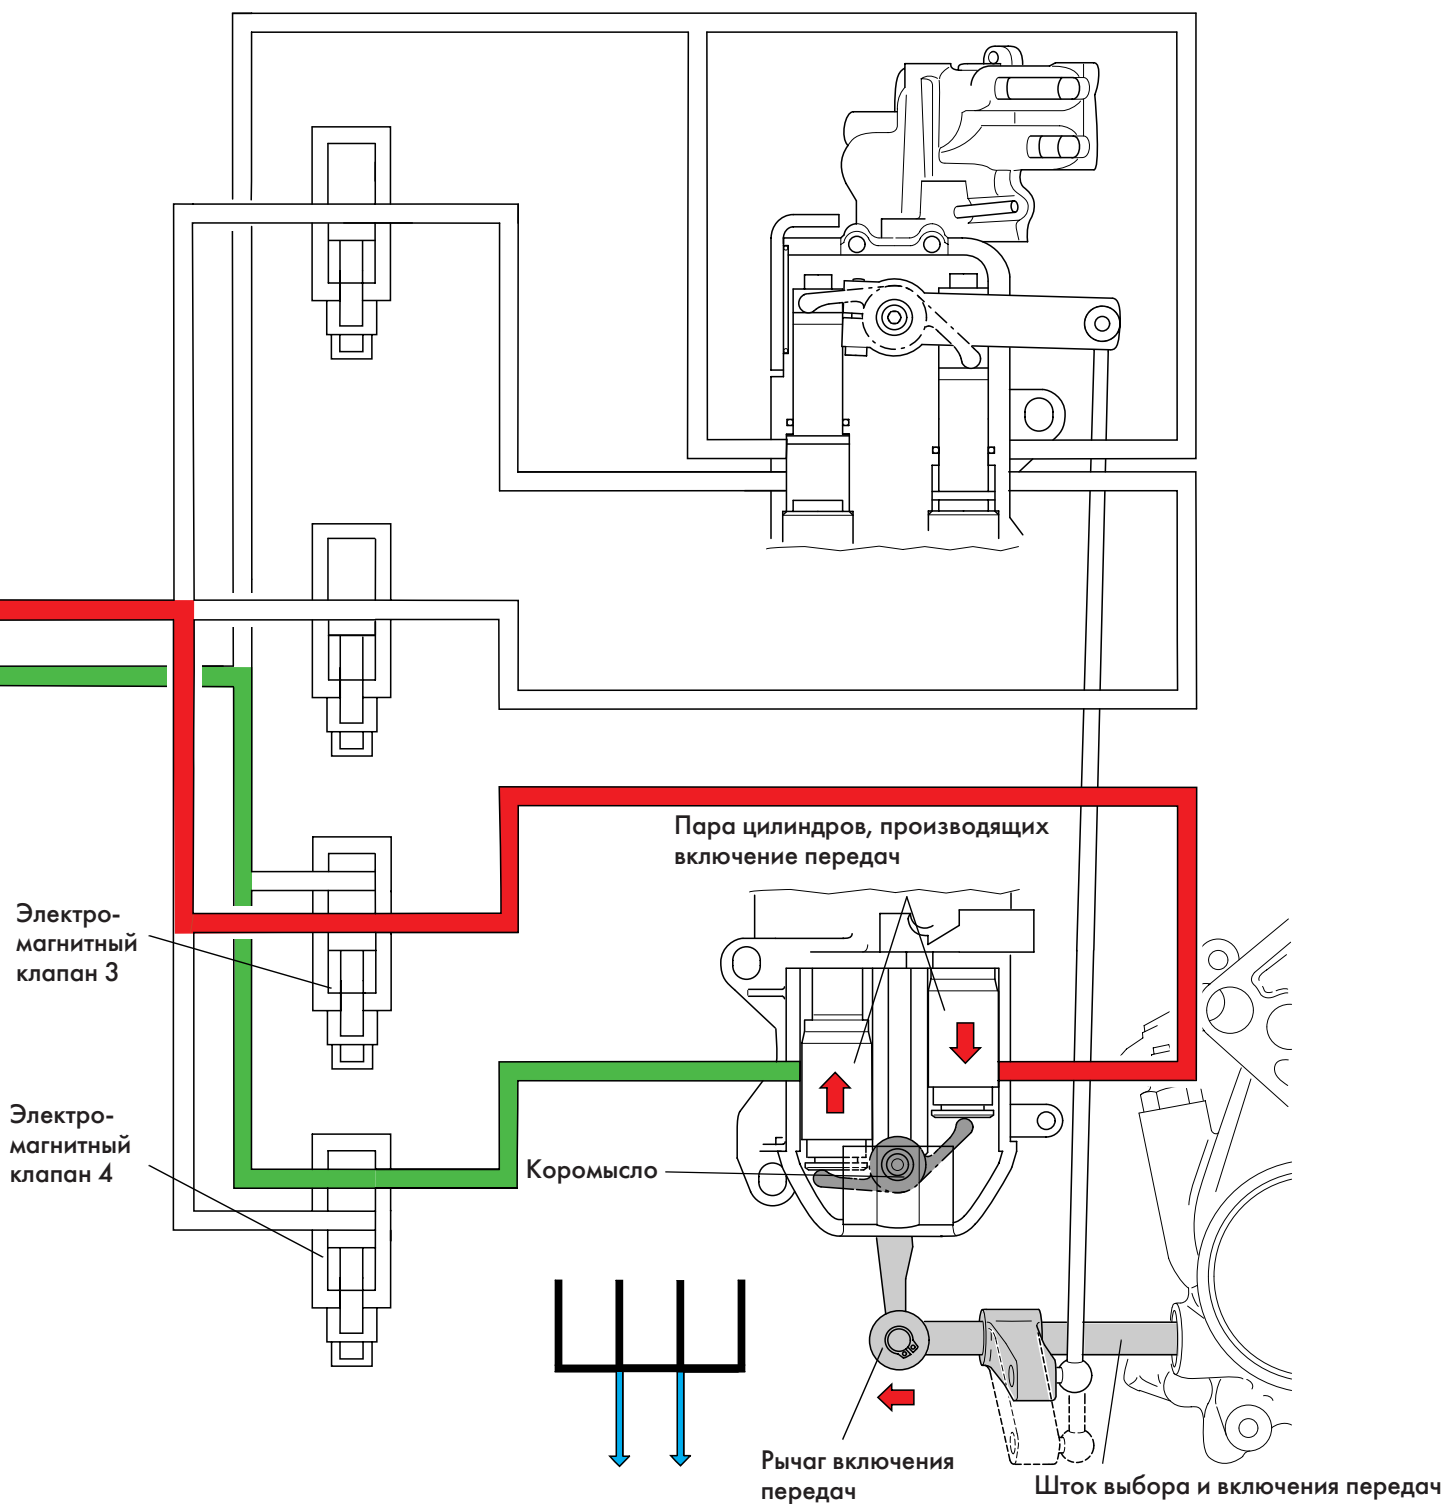 Пара цилиндров, производящих
включение передач
Электро-
магнитный
клапан 3
Электро-
магнитный
клапан 4
Коромысло
Рычаг включения
передач
Шток выбора и включения передач